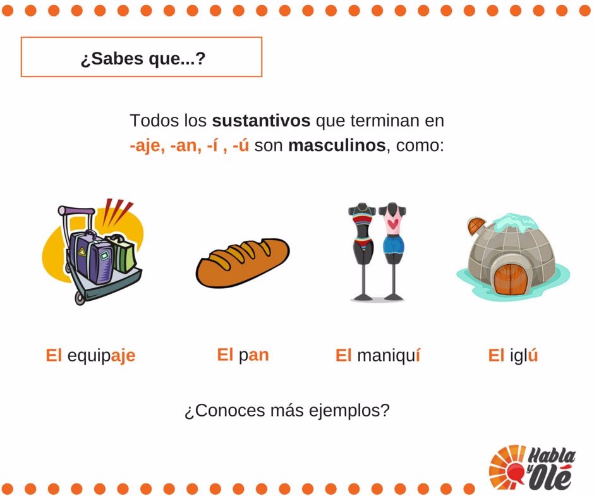 ¿Sabes que...?
Todos los sustantivos que terminan en
-aje, -an, -í , -ú son masculinos, como:
El equipaje
El pan
El maniquí
El iglú
¿Conoces más ejemplos?
Habla
y Olé